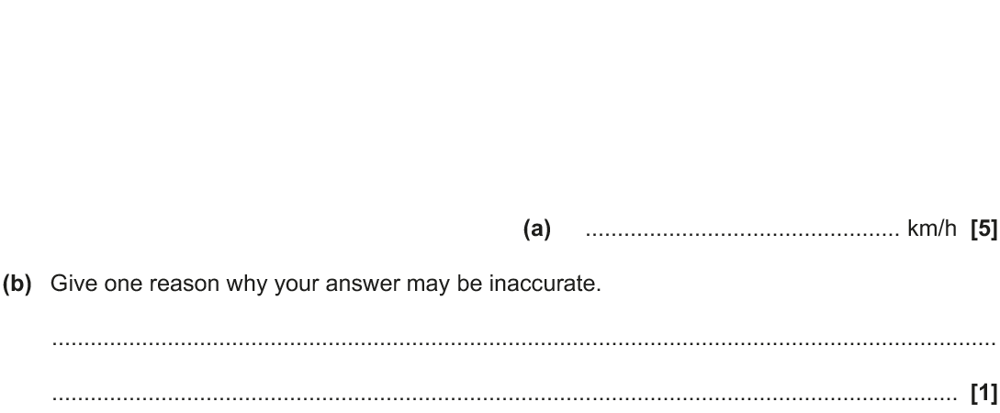 (a) ................................................. km/h [5]
(b) Give one reason why your answer may be inaccurate.
....................................................................................................................................................
.............................................................................................................................................. [1]